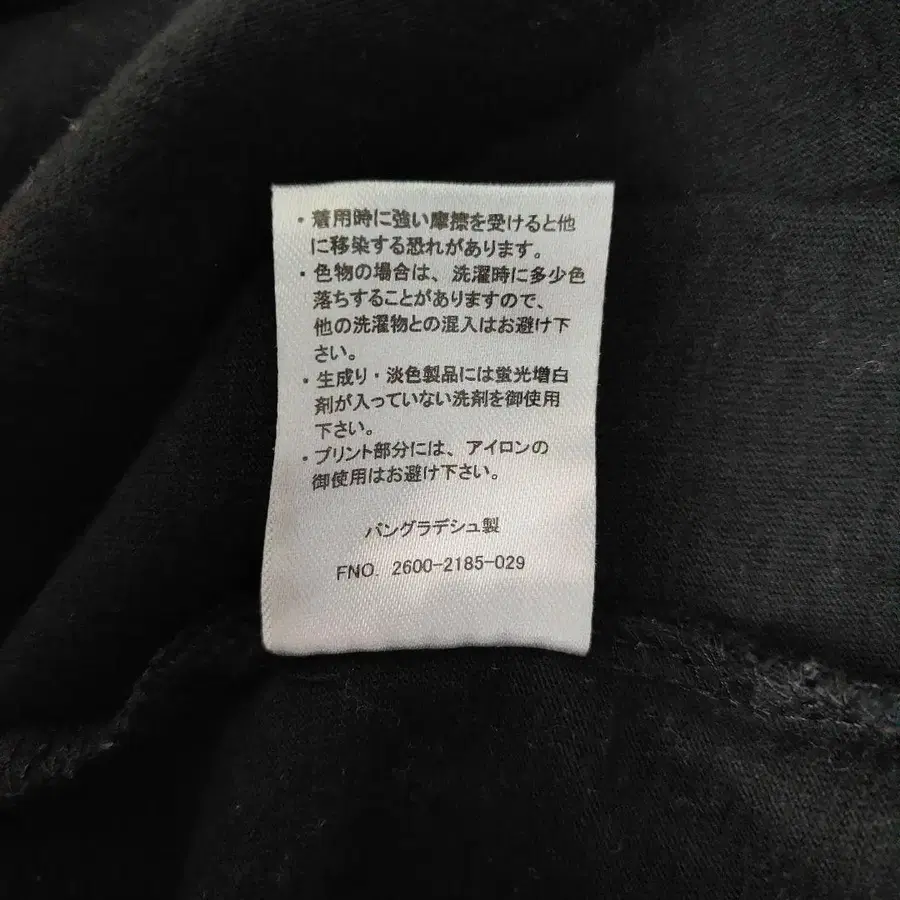 ・着用時に強い摩擦を受けると他
に移染する恐れがあります。
・色物の場合は、洗濯時に多少色
落ちすることがありますので、
他の洗濯物との混入はお避け下
さい。
・生成り・淡色製品には蛍光増白
剤が入っていない洗剤を御使用
下さい。
・プリント部分には、アイロンの
御使用はお避け下さい。
バングラデシュ製
FNO. 2600-2185-029